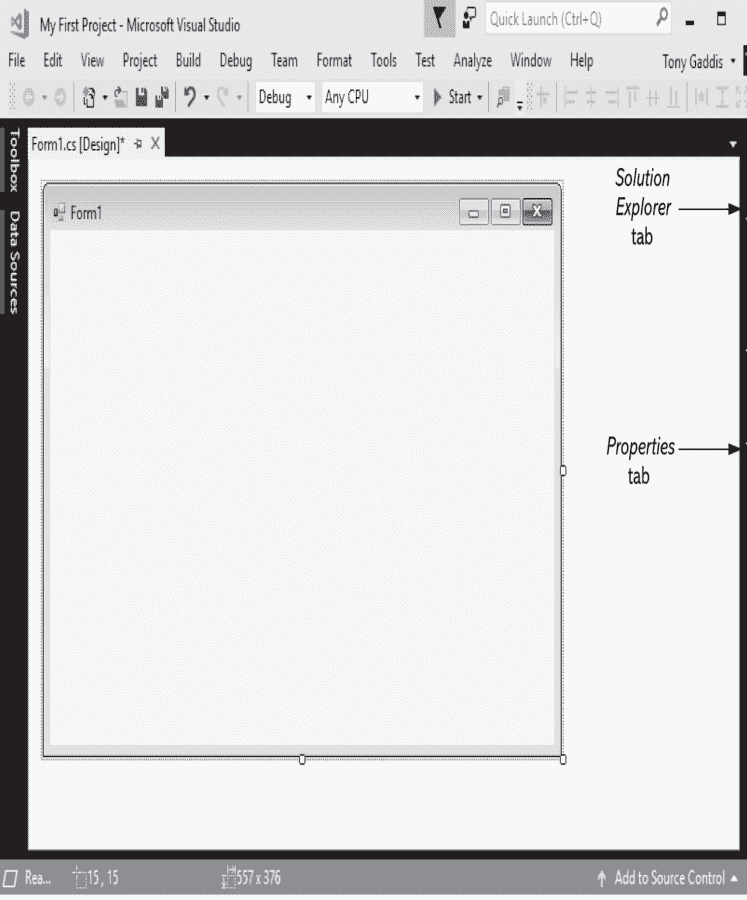 My First Project - Microsoft Visual Studio
Quick Launch (Ctrl+Q)
File Edit View Project Build Debug Team Format Tools Test Analyze Window Help Tony Gaddis
Debug Any CPU Start
Toolbox
Data Sources
Form1.cs [Design]* X
Form1
Solution
Explorer
tab
Properties
tab
Rea... 15, 15 557 x 376 Add to Source Control